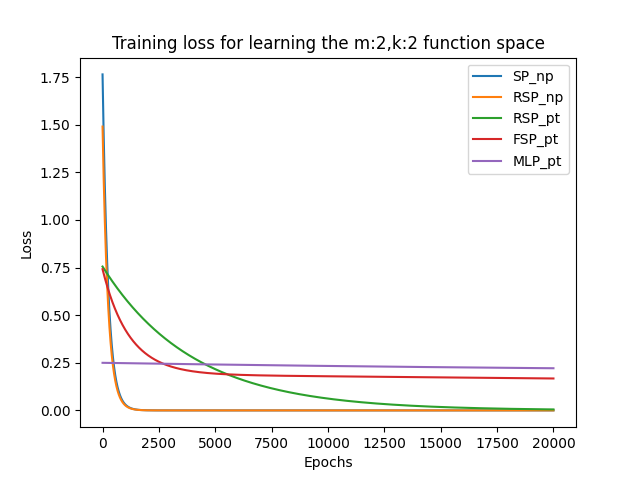 Training loss for learning the m:2,k:2 function space
SP_np
RSP_np
RSP_pt
FSP_pt
MLP_pt
Loss
1.75
1.50
1.25
1.00
0.75
0.50
0.25
0.00
0 2500 5000 7500 10000 12500 15000 17500 20000
Epochs